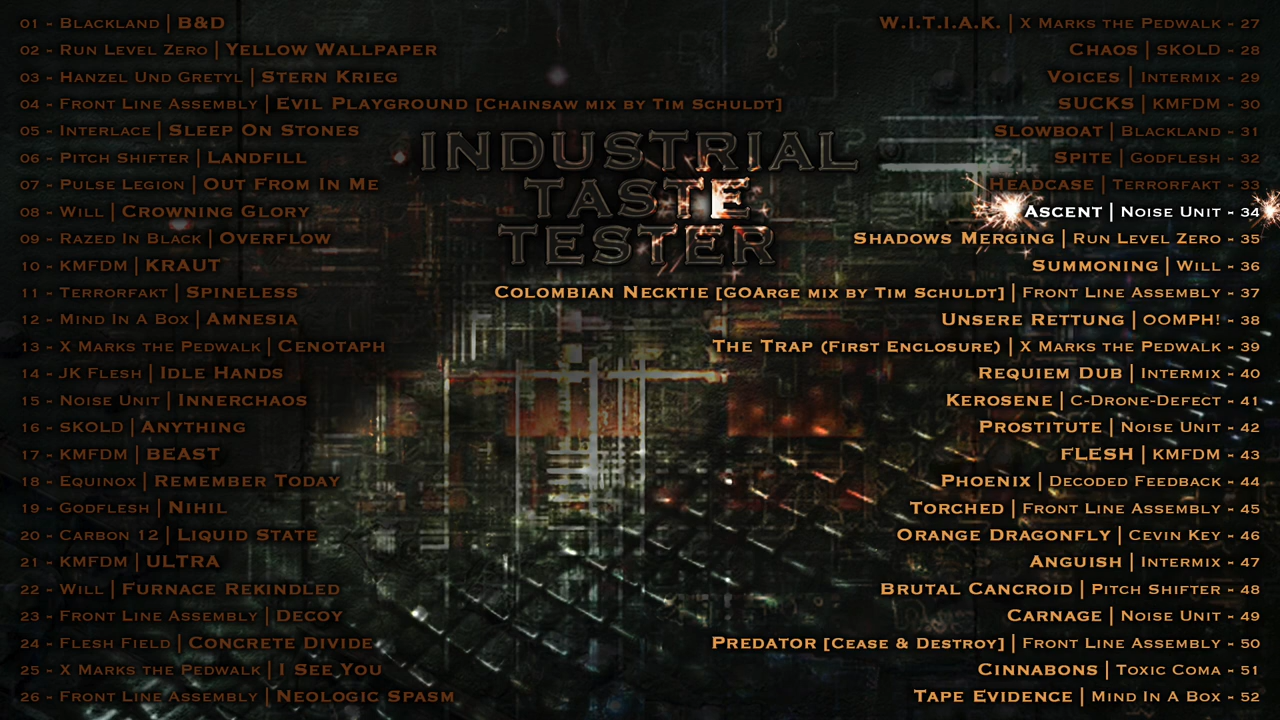 01 - Blackland | B&D
02 - Run Level Zero | Yellow Wallpaper
03 - Hanzel Und Gretyl | Stern Krieg
04 - Front Line Assembly | Evil Playground [Chainsaw mix by Tim Schuldt]
05 - Interlace | Sleep On Stones
06 - Pitch Shifter | Landfill
07 - Pulse Legion | Out From In Me
08 - Will | Crowning Glory
09 - Razed In Black | Overflow
10 - KMFDM | KRAUT
11 - Terrorfakt | Spineless
12 - Mind In A Box | Amnesia
13 - X Marks the Pedwalk | Cenotaph
14 - JK Flesh | Idle Hands
15 - Noise Unit | Innerchaos
16 - SKOLD | Anything
17 - KMFDM | BEAST
18 - Equinox | Remember Today
19 - Godflesh | Nihil
20 - Carbon 12 | Liquid State
21 - KMFDM | ULTRA
22 - Will | Furnace Rekindled
23 - Front Line Assembly | Decoy
24 - Flesh Field | Concrete Divide
25 - X Marks the Pedwalk | I See You
26 - Front Line Assembly | Neologic Spasm
INDUSTRIAL
TASTE
TESTER
W.I.T.I.A.K. | X Marks the Pedwalk - 27
Chaos | SKOLD - 28
Voices | Intermix - 29
SUCKS | KMFDM - 30
Slowboat | Blackland - 31
Spite | Godflesh - 32
Headcase | Terrorfakt - 33
Ascent | Noise Unit - 34
Shadows Merging | Run Level Zero - 35
Summoning | Will - 36
Colombian Necktie [GOArge mix by Tim Schuldt] | Front Line Assembly - 37
Unsere Rettung | OOMPH! - 38
The Trap (First Enclosure) | X Marks the Pedwalk - 39
Requiem Dub | Intermix - 40
Kerosene | C-Drone-Defect - 41
Prostitute | Noise Unit - 42
FLESH | KMFDM - 43
Phoenix | Decoded Feedback - 44
Torched | Front Line Assembly - 45
Orange Dragonfly | Cevin Key - 46
Anguish | Intermix - 47
Brutal Cancroid | Pitch Shifter - 48
Carnage | Noise Unit - 49
Predator [Cease & Destroy] | Front Line Assembly - 50
Cinnabons | Toxic Coma - 51
Tape Evidence | Mind In A Box - 52